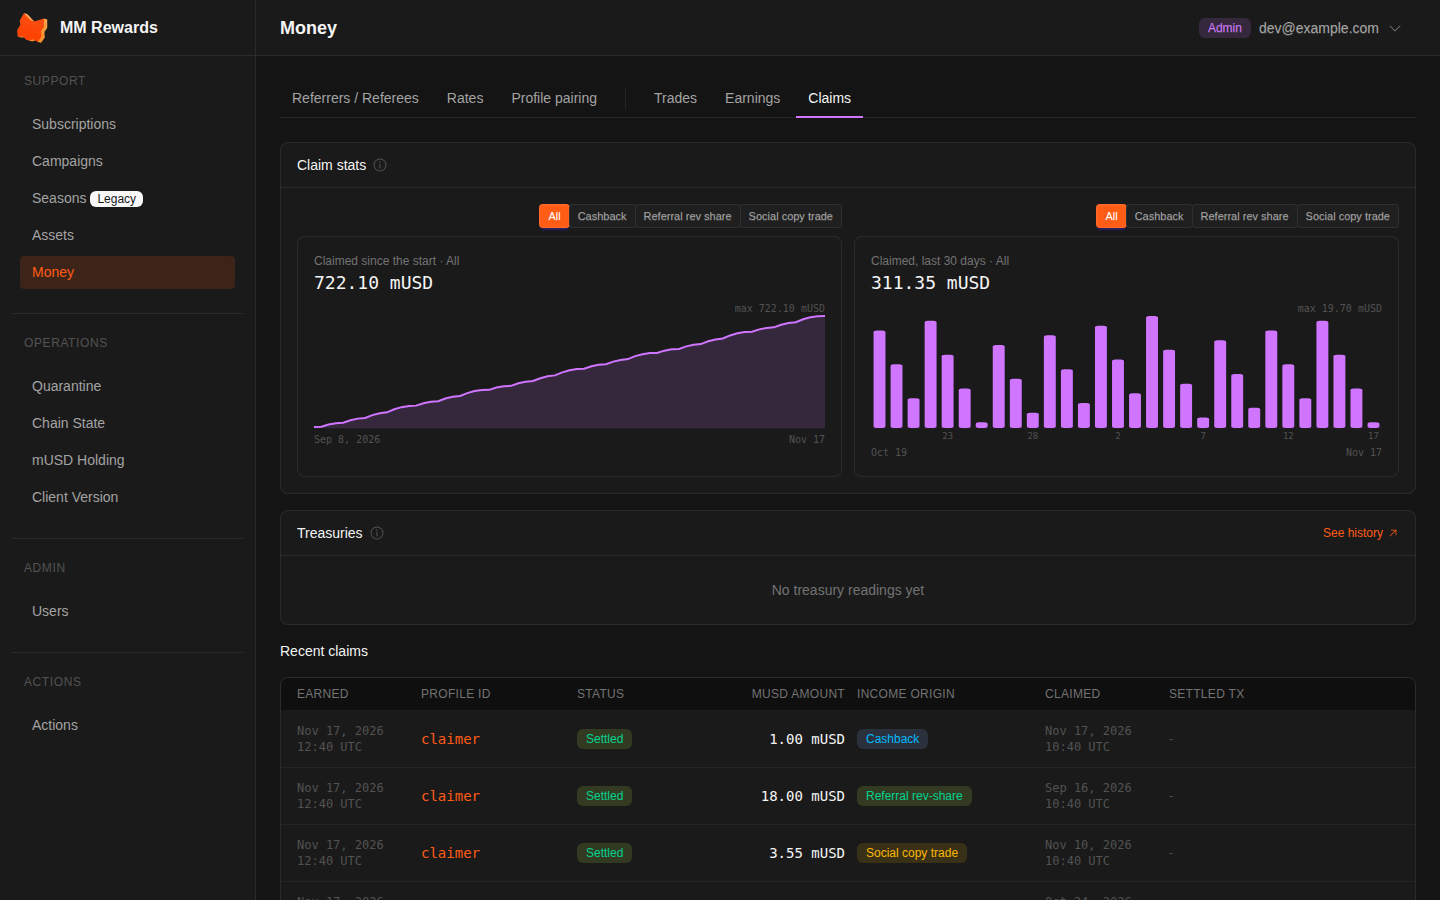 MM Rewards
Money
Admin
dev@example.com
SUPPORT
Subscriptions
Campaigns
Seasons Legacy
Assets
Money
OPERATIONS
Quarantine
Chain State
mUSD Holding
Client Version
ADMIN
Users
ACTIONS
Actions
Referrers / Referees Rates Profile pairing Trades Earnings Claims
Claim stats
All Cashback Referral rev share Social copy trade
Claimed since the start · All
722.10 mUSD
max 722.10 mUSD
Sep 8, 2026 Nov 17
All Cashback Referral rev share Social copy trade
Claimed, last 30 days · All
311.35 mUSD
max 19.70 mUSD
23 28 2 7 12 17
Oct 19 Nov 17
Treasuries
See history
No treasury readings yet
Recent claims
EARNED PROFILE ID STATUS MUSD AMOUNT INCOME ORIGIN CLAIMED SETTLED TX
Nov 17, 2026
12:40 UTC
claimer Settled 1.00 mUSD Cashback
Nov 17, 2026
10:40 UTC
-
Nov 17, 2026
12:40 UTC
claimer Settled 18.00 mUSD Referral rev-share
Sep 16, 2026
10:40 UTC
-
Nov 17, 2026
12:40 UTC
claimer Settled 3.55 mUSD Social copy trade
Nov 10, 2026
10:40 UTC
-